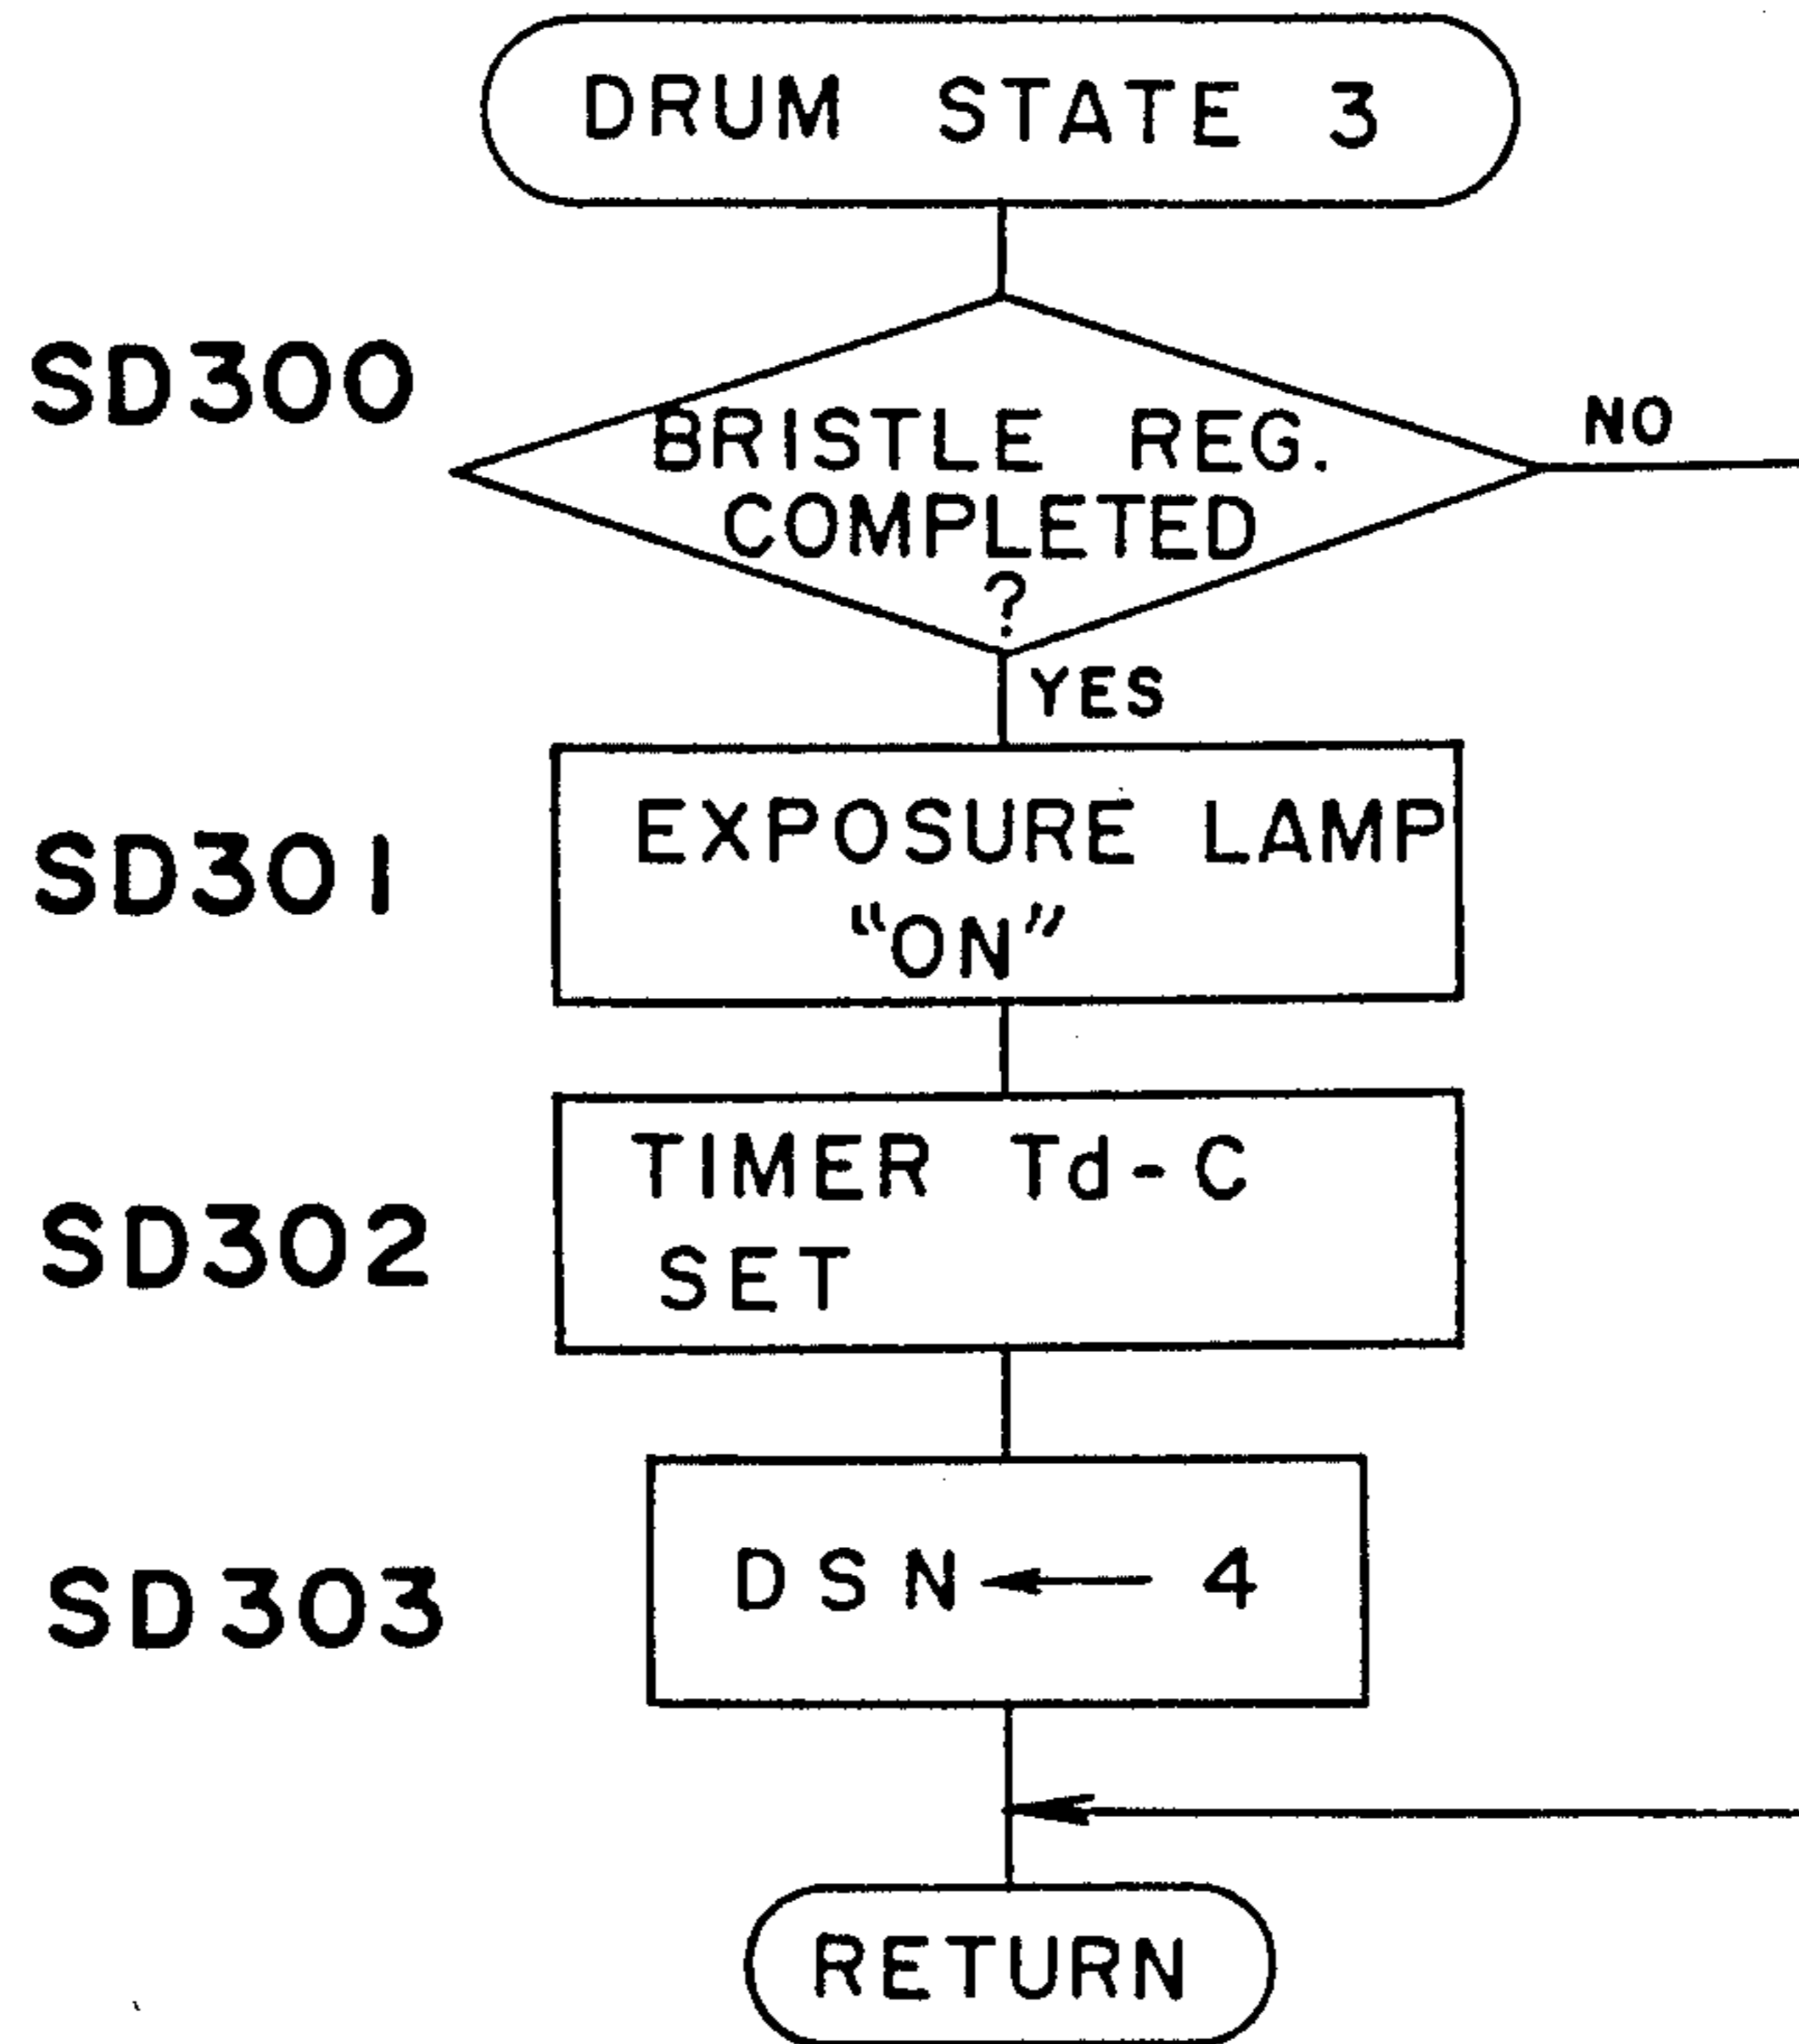 DRUM STATE 3
SD300
BRISTLE REG.
COMPLETED
?
NO
YES
SD301
EXPOSURE LAMP
“ON”
SD302
TIMER Td-C
SET
SD303
DSN ← 4
RETURN